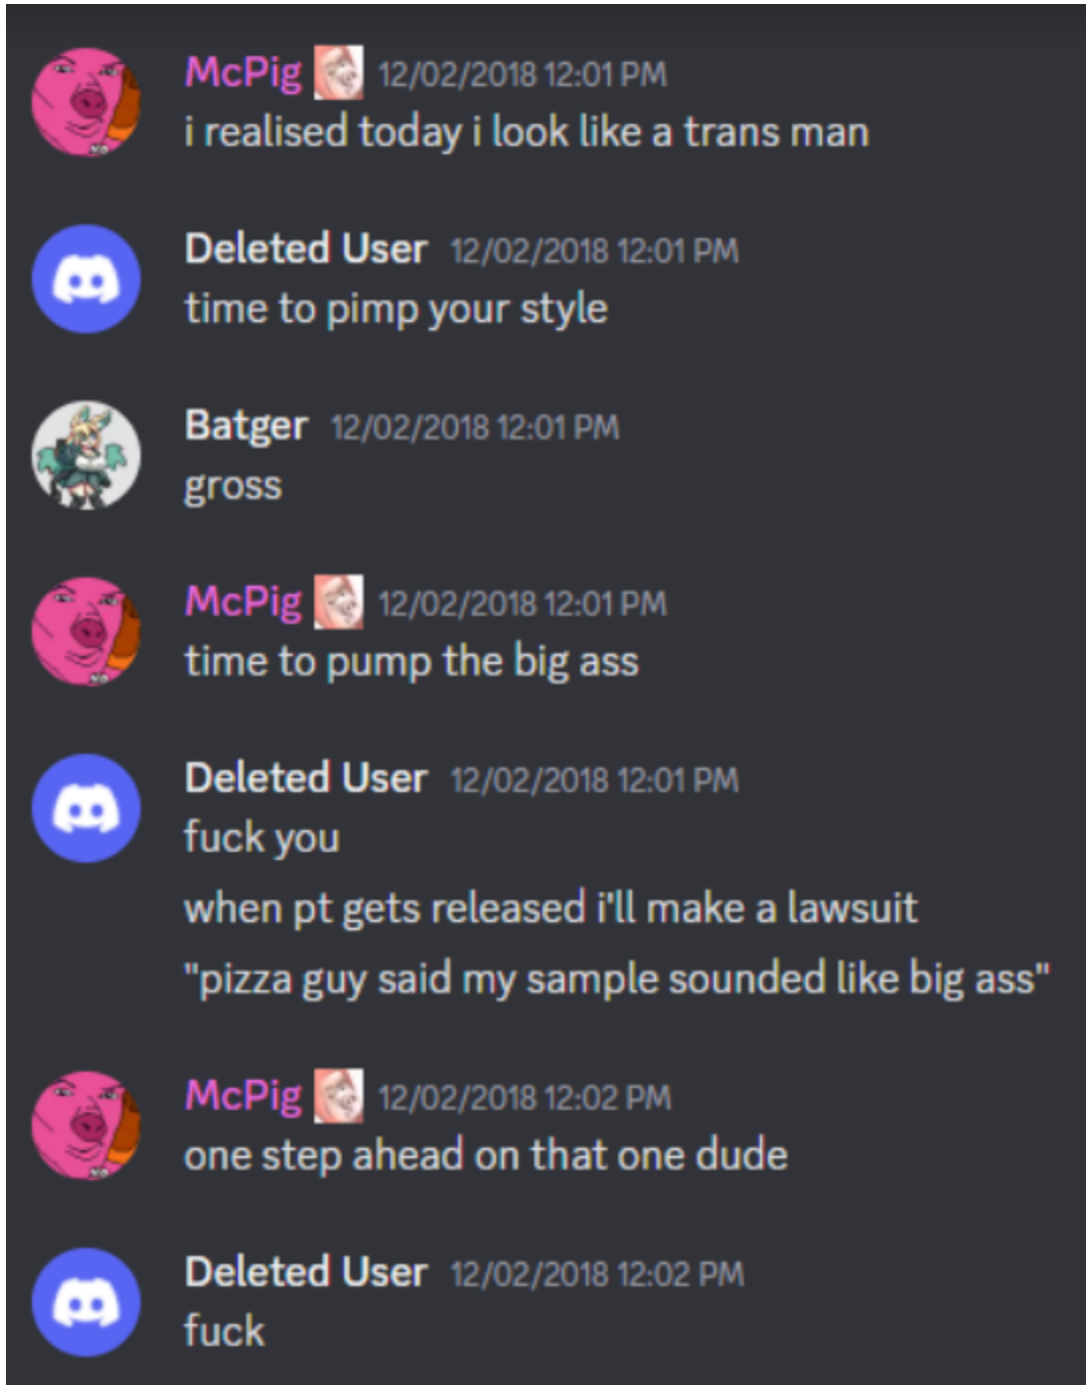 McPig 12/02/2018 12:01 PM
i realised today i look like a trans man
Deleted User 12/02/2018 12:01 PM
time to pimp your style
Batger 12/02/2018 12:01 PM
gross
McPig 12/02/2018 12:01 PM
time to pump the big ass
Deleted User 12/02/2018 12:01 PM
fuck you
when pt gets released i'll make a lawsuit
"pizza guy said my sample sounded like big ass"
McPig 12/02/2018 12:02 PM
one step ahead on that one dude
Deleted User 12/02/2018 12:02 PM
fuck